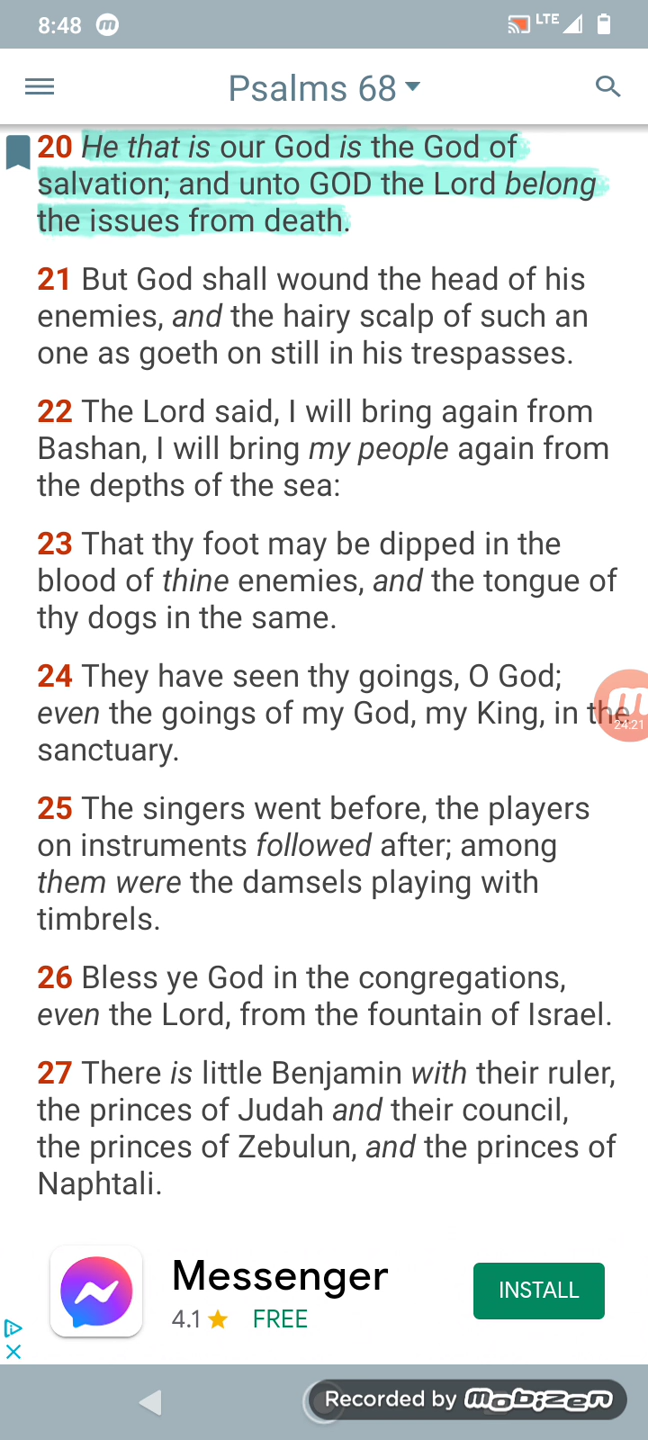 8:48
LTE
Psalms 68
20 He that is our God is the God of
salvation; and unto GOD the Lord belong
the issues from death.
21 But God shall wound the head of his
enemies, and the hairy scalp of such an
one as goeth on still in his trespasses.
22 The Lord said, I will bring again from
Bashan, I will bring my people again from
the depths of the sea:
23 That thy foot may be dipped in the
blood of thine enemies, and the tongue of
thy dogs in the same.
24 They have seen thy goings, O God;
even the goings of my God, my King, in the
24:21
sanctuary.
25 The singers went before, the players
on instruments followed after; among
them were the damsels playing with
timbrels.
26 Bless ye God in the congregations,
even the Lord, from the fountain of Israel.
27 There is little Benjamin with their ruler,
the princes of Judah and their council,
the princes of Zebulun, and the princes of
Naphtali.
Messenger
4.1 FREE
INSTALL
Recorded by mobizen